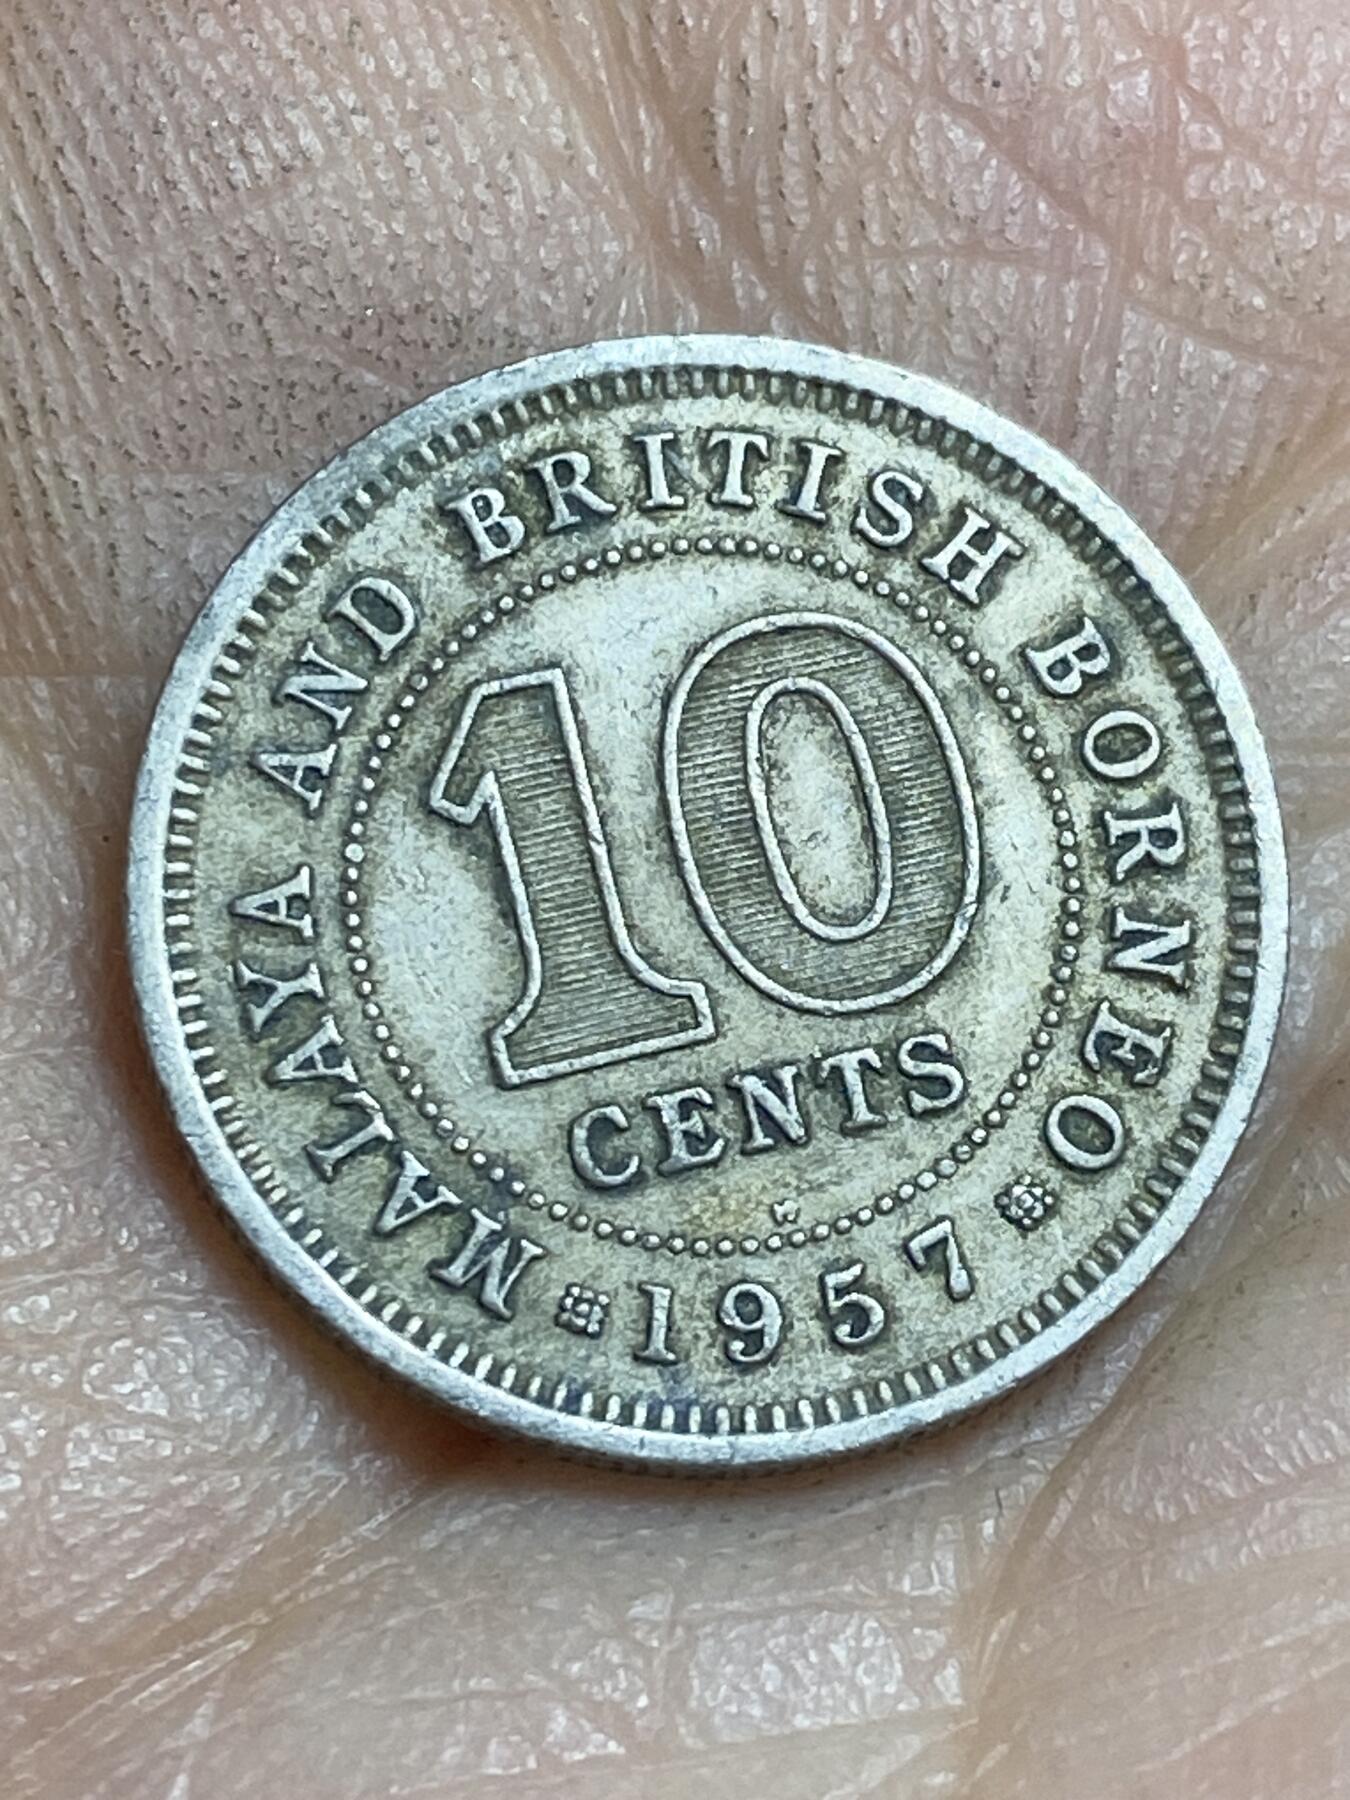 MALAYA AND BRITISH BORNEO
10
CENTS
H
1957